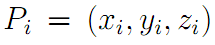 P_i = (x_i, y_i, z_i)